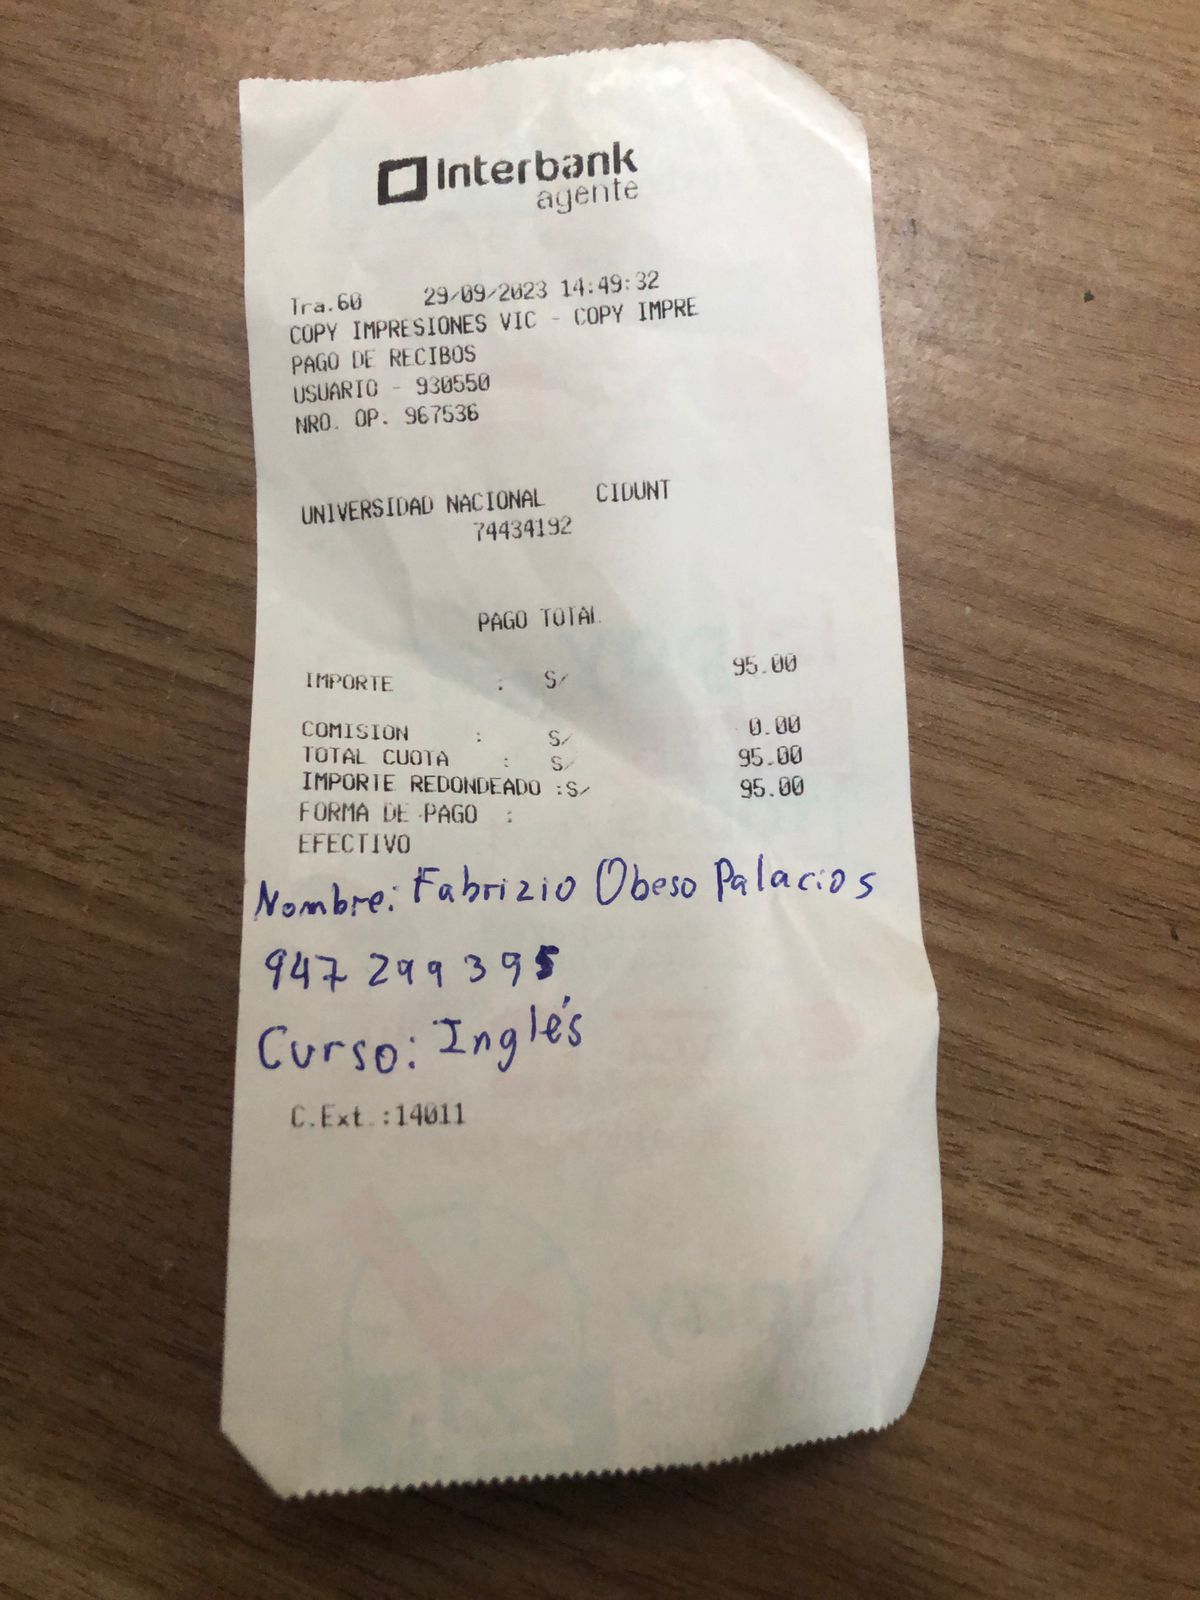 Interbank
agente
Tra.60 29/09/2023 14:49:32
COPY IMPRESIONES VIC - COPY IMPRE
PAGO DE RECIBOS
USUARIO - 930550
NRO. OP. 967536
UNIVERSIDAD NACIONAL CIDUNT
74434192
PAGO TOTAL
IMPORTE : S/ 95.00
COMISION : S/ 0.00
TOTAL CUOTA : S/ 95.00
IMPORTE REDONDEADO :S/ 95.00
FORMA DE PAGO :
EFECTIVO
Nombre: Fabrizio Obeso Palacios
947 299 395
Curso: Inglés
C.Ext.:14011